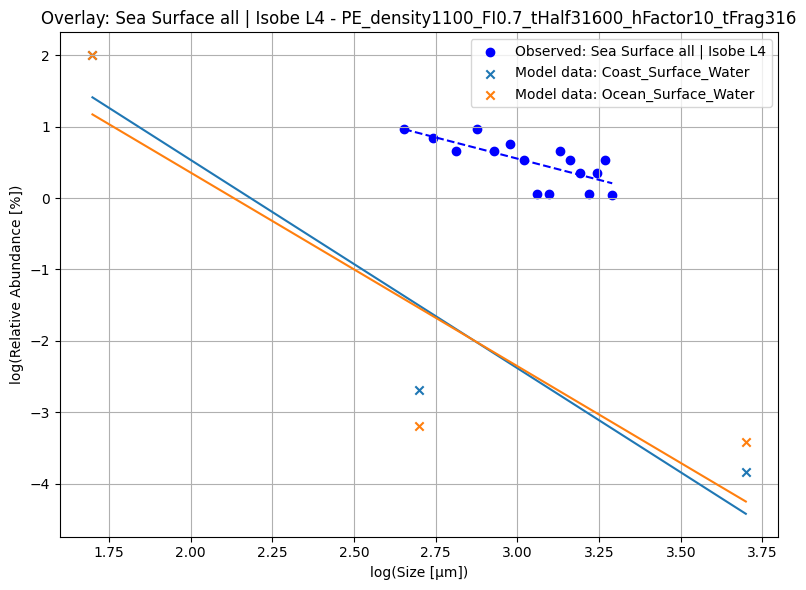 Overlay: Sea Surface all | Isobe L4 - PE_density1100_FI0.7_tHalf31600_hFactor10_tFrag316
Observed: Sea Surface all | Isobe L4
Model data: Coast_Surface_Water
Model data: Ocean_Surface_Water
log(Relative Abundance [%])
2
1
0
−1
−2
−3
−4
1.75 2.00 2.25 2.50 2.75 3.00 3.25 3.50 3.75
log(Size [μm])